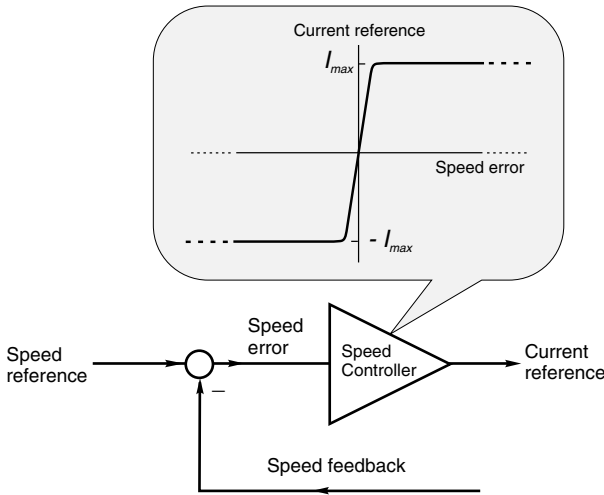 Current reference
Imax
Speed error
- Imax
Speed
reference
Speed
error
Speed
Controller
Current
reference
–
Speed feedback